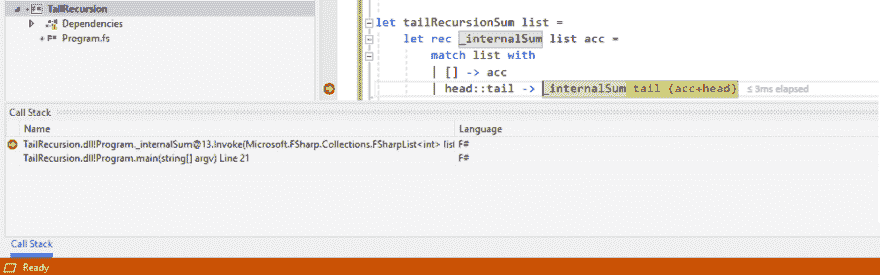 TailRecursion
Dependencies
F# Program.fs
let tailRecursionSum list =
let rec _internalSum list acc =
match list with
| [] -> acc
| head::tail -> _internalSum tail (acc+head) ≤ 3ms elapsed
Call Stack
Name Language
TailRecursion.dll!Program._internalSum@13.Invoke(Microsoft.FSharp.Collections.FSharpList<int> list F#
TailRecursion.dll!Program.main(string[] argv) Line 21 F#
Call Stack
Ready